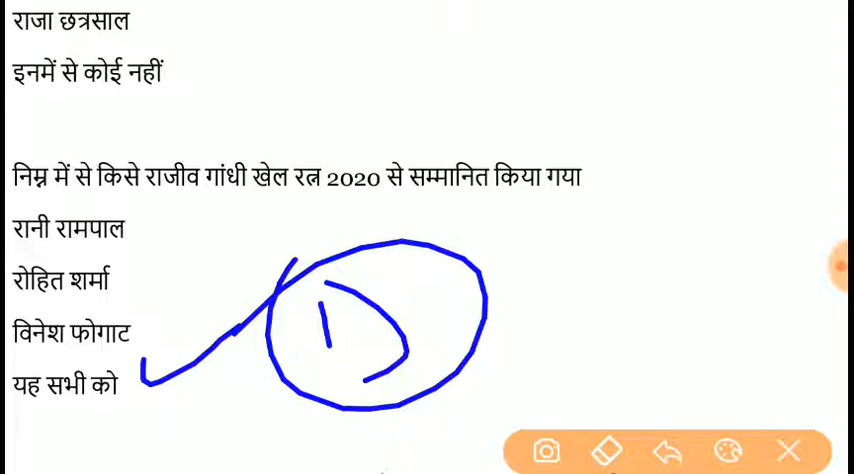 राजा छत्रसाल
इनमें से कोई नहीं
निम्न में से किसे राजीव गांधी खेल रत्न 2020 से सम्मानित किया गया
रानी रामपाल
रोहित शर्मा
विनेश फोगाट
यह सभी को
D